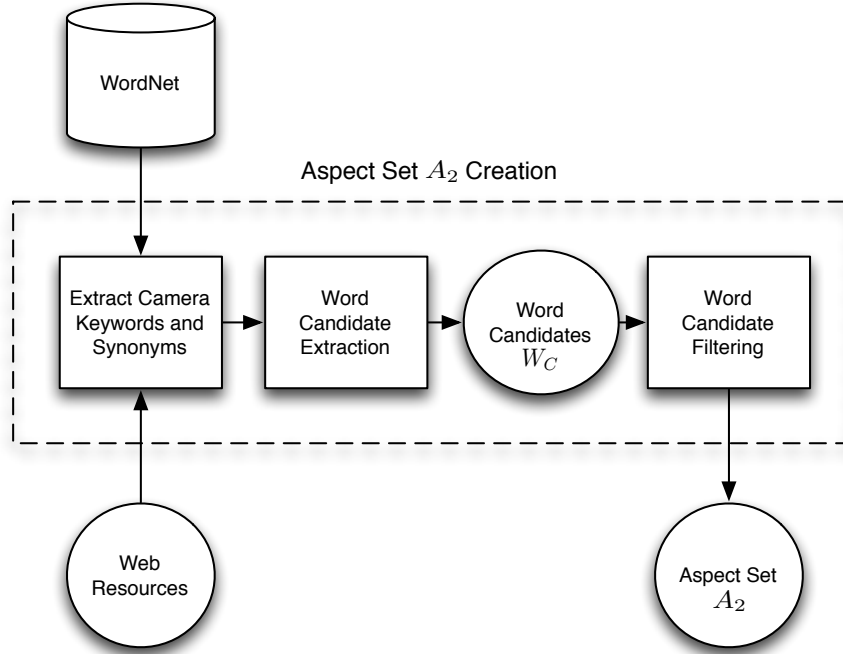 WordNet
Aspect Set A₂ Creation
Extract Camera
Keywords and
Synonyms
Word
Candidate
Extraction
Word
Candidates
W_C
Word
Candidate
Filtering
Web
Resources
Aspect Set
A₂